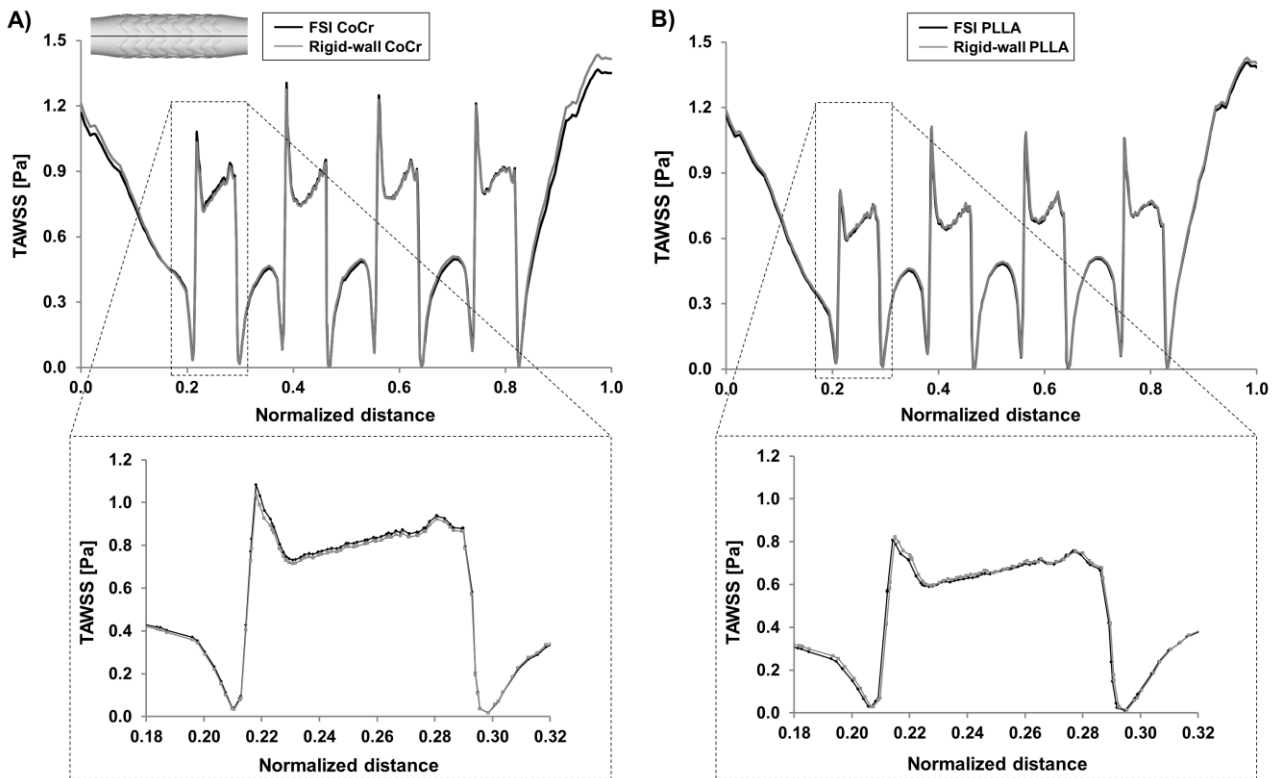 A)
FSI CoCr
Rigid-wall CoCr
TAWSS [Pa]
1.5
1.2
0.9
0.6
0.3
0.0
0.0 0.2 0.4 0.6 0.8 1.0
Normalized distance
TAWSS [Pa]
1.2
1.0
0.8
0.6
0.4
0.2
0.0
0.18 0.20 0.22 0.24 0.26 0.28 0.30 0.32
Normalized distance
B)
FSI PLLA
Rigid-wall PLLA
TAWSS [Pa]
1.5
1.2
0.9
0.6
0.3
0.0
0.0 0.2 0.4 0.6 0.8 1.0
Normalized distance
TAWSS [Pa]
1.2
1.0
0.8
0.6
0.4
0.2
0.0
0.18 0.20 0.22 0.24 0.26 0.28 0.30 0.32
Normalized distance